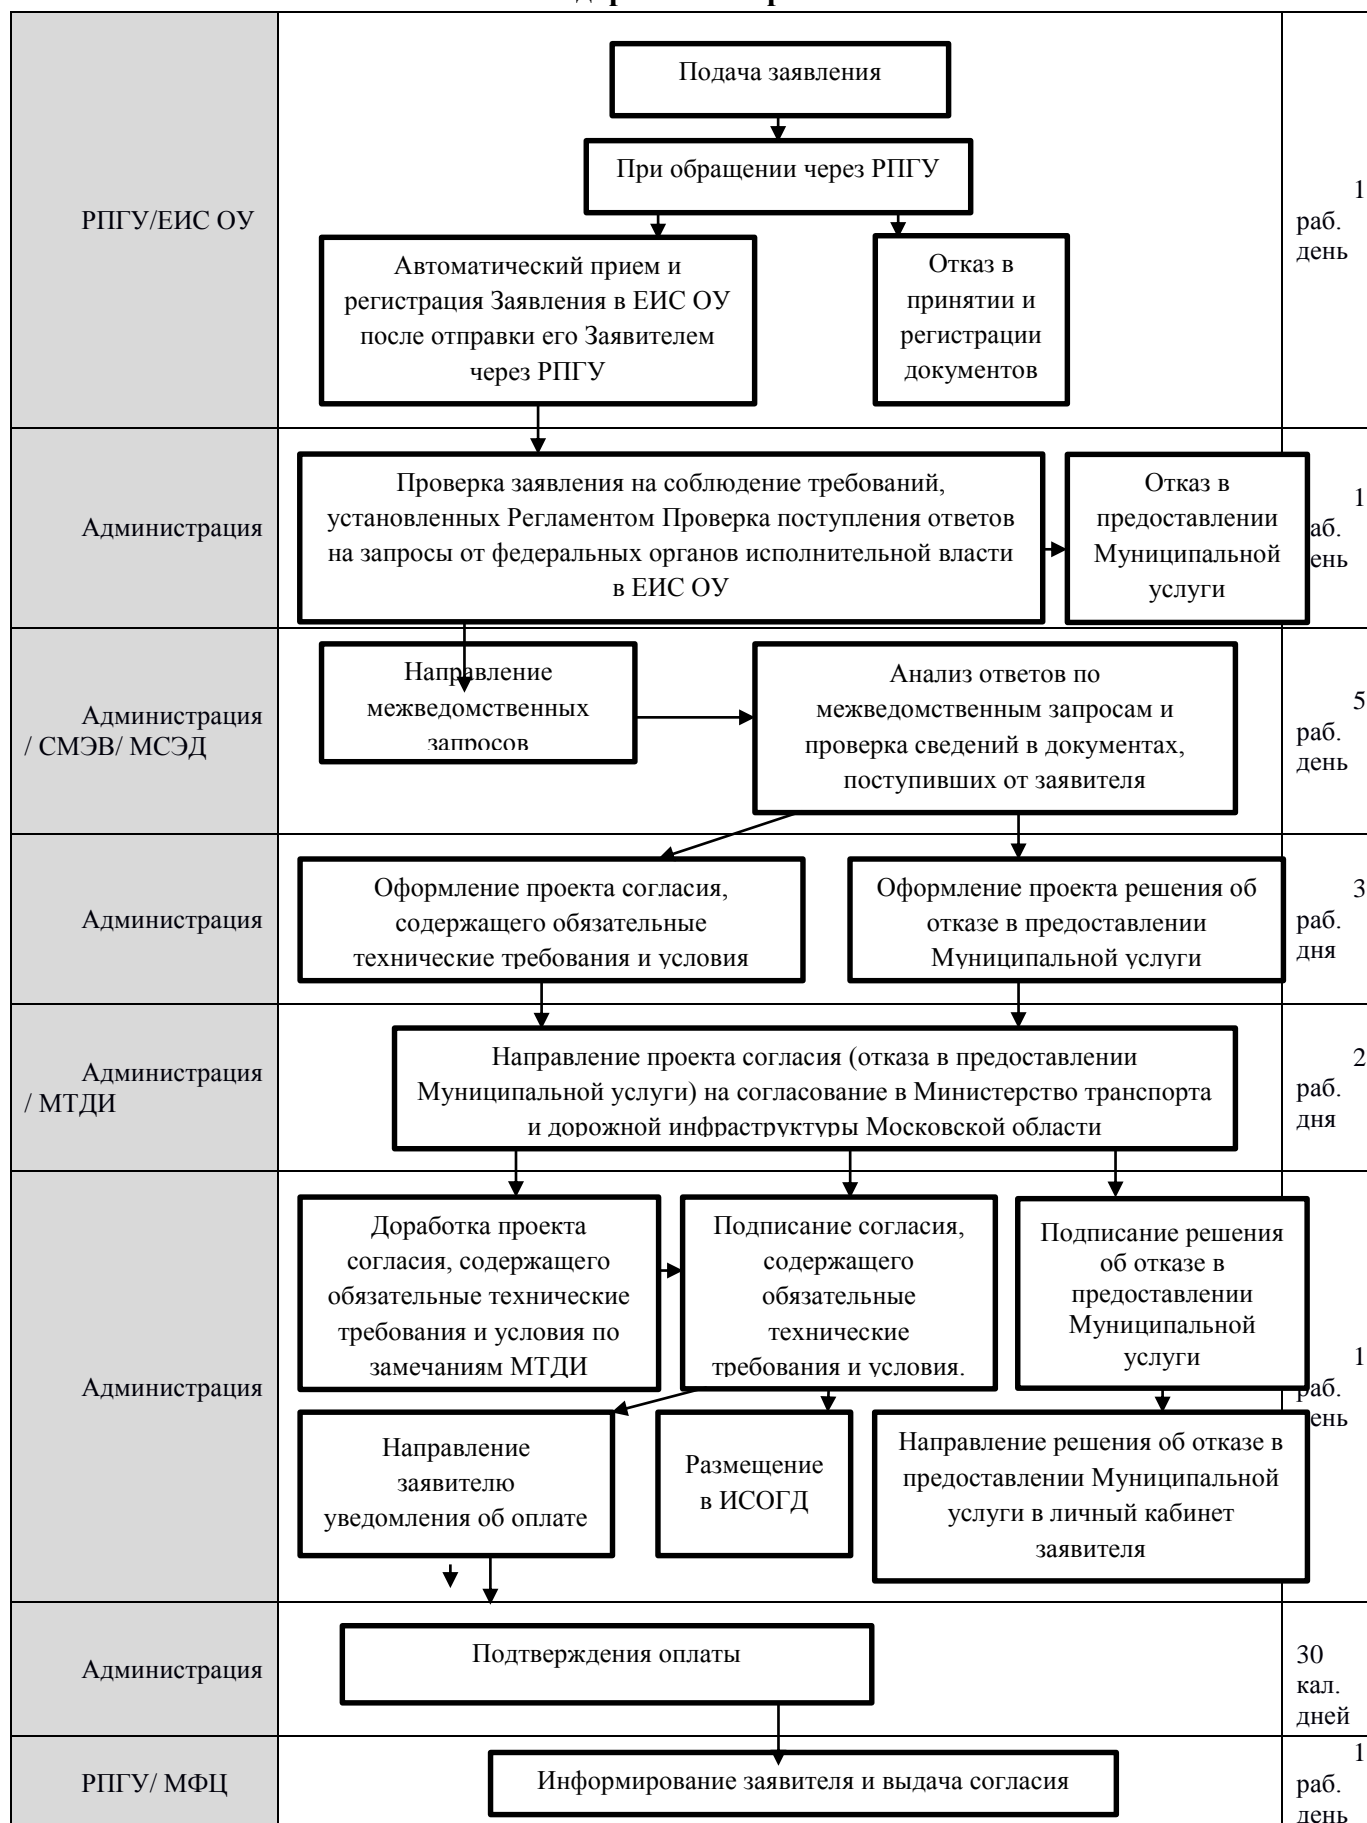 Подача заявления
При обращении через РПГУ
РПГУ/ЕИС ОУ
Автоматический прием и
регистрация Заявления в ЕИС ОУ
после отправки его Заявителем
через РПГУ
Отказ в
принятии и
регистрации
документов
1
раб.
день
Администрация
Проверка заявления на соблюдение требований,
установленных Регламентом Проверка поступления ответов
на запросы от федеральных органов исполнительной власти
в ЕИС ОУ
Отказ в
предоставлении
Муниципальной
услуги
1
аб.
ень
Администрация
/ СМЭВ/ МСЭД
Направление
межведомственных
запросов
Анализ ответов по
межведомственным запросам и
проверка сведений в документах,
поступивших от заявителя
5
раб.
день
Администрация
Оформление проекта согласия,
содержащего обязательные
технические требования и условия
Оформление проекта решения об
отказе в предоставлении
Муниципальной услуги
3
раб.
дня
Администрация
/ МТДИ
Направление проекта согласия (отказа в предоставлении
Муниципальной услуги) на согласование в Министерство транспорта
и дорожной инфраструктуры Московской области
2
раб.
дня
Администрация
Доработка проекта
согласия, содержащего
обязательные технические
требования и условия по
замечаниям МТДИ
Подписание согласия,
содержащего
обязательные
технические
требования и условия.
Подписание решения
об отказе в
предоставлении
Муниципальной
услуги
1
раб.
ень
Направление
заявителю
уведомления об оплате
Размещение
в ИСОГД
Направление решения об отказе в
предоставлении Муниципальной
услуги в личный кабинет
заявителя
Администрация
Подтверждения оплаты
30
кал.
дней
РПГУ/ МФЦ
Информирование заявителя и выдача согласия
1
раб.
день